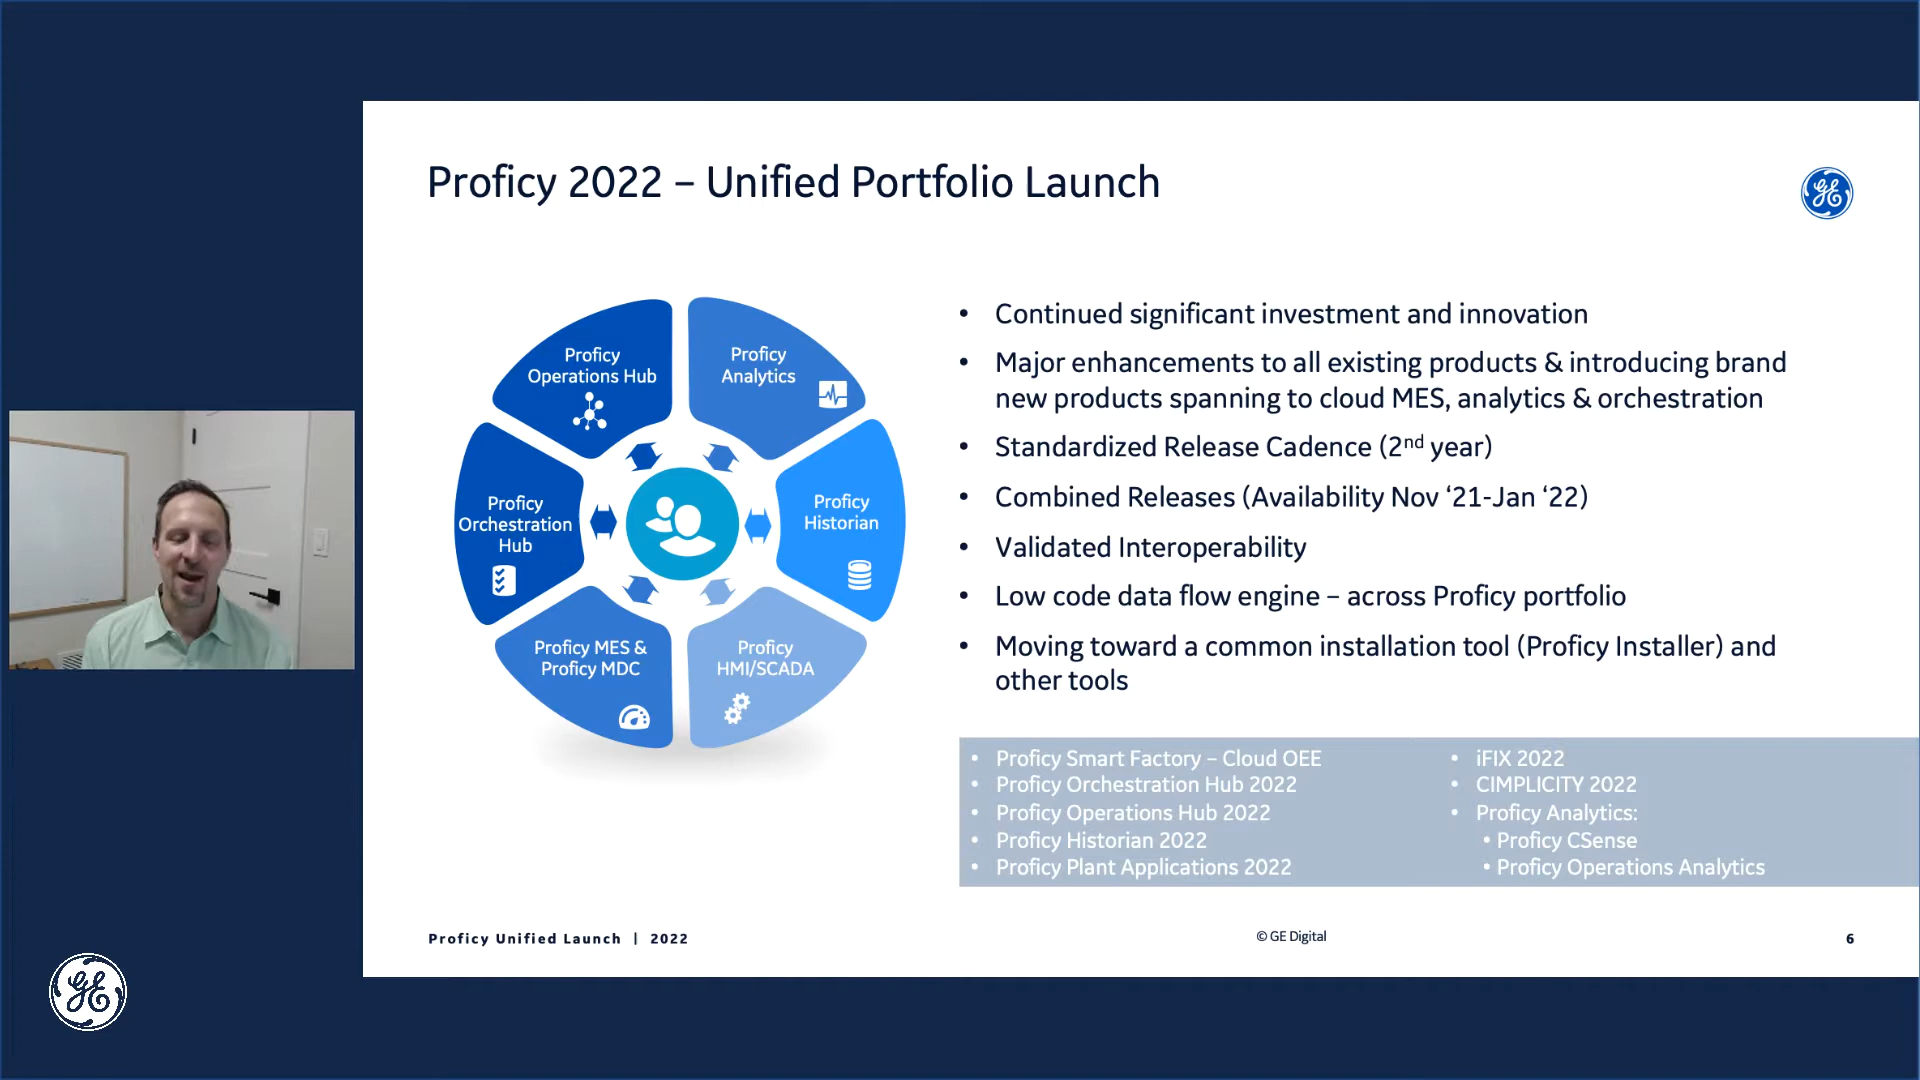 Proficy 2022 – Unified Portfolio Launch
GE
Proficy
Operations Hub
Proficy
Analytics
Proficy
Orchestration
Hub
Proficy
Historian
Proficy MES &
Proficy MDC
Proficy
HMI/SCADA
• Continued significant investment and innovation
• Major enhancements to all existing products & introducing brand
new products spanning to cloud MES, analytics & orchestration
• Standardized Release Cadence (2nd year)
• Combined Releases (Availability Nov ‘21-Jan ‘22)
• Validated Interoperability
• Low code data flow engine – across Proficy portfolio
• Moving toward a common installation tool (Proficy Installer) and
other tools
• Proficy Smart Factory – Cloud OEE
• Proficy Orchestration Hub 2022
• Proficy Operations Hub 2022
• Proficy Historian 2022
• Proficy Plant Applications 2022
• iFIX 2022
• CIMPLICITY 2022
• Proficy Analytics:
• Proficy CSense
• Proficy Operations Analytics
Proficy Unified Launch | 2022
© GE Digital
6
GE